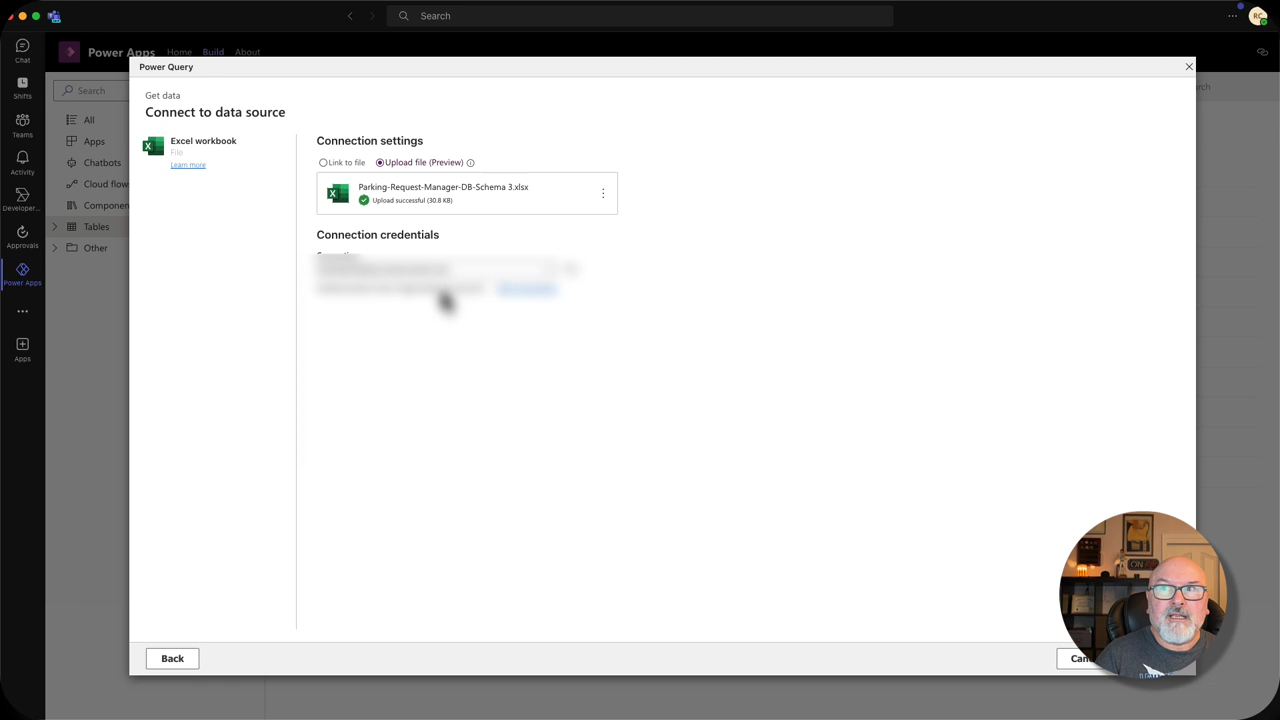 Search
RC
Chat
Shifts
Teams
Activity
Developer...
Approvals
Power Apps
Apps
Power Apps
Home
Build
About
Search
All
Apps
Chatbots
Cloud flow
Componen
Tables
Other
Power Query
Get data
Connect to data source
Excel workbook
File
Learn more
Connection settings
Link to file
Upload file (Preview)
Parking-Request-Manager-DB-Schema 3.xlsx
Upload successful (30.8 KB)
Connection credentials
Back
Canc
ON